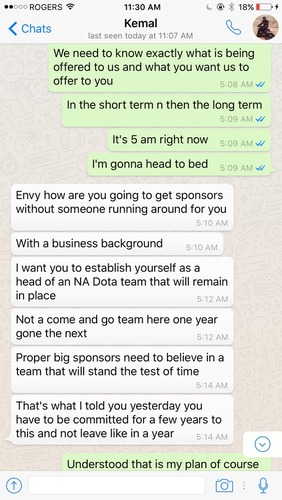 ROGERS 11:30 AM 18%
Chats Kemal
last seen today at 11:07 AM
We need to know exactly what is being
offered to us and what you want us to
offer to you
5:08 AM
In the short term n then the long term
5:09 AM
It's 5 am right now 5:09 AM
I'm gonna head to bed 5:09 AM
Envy how are you going to get sponsors
without someone running around for you
5:10 AM
With a business background 5:10 AM
I want you to establish yourself as a
head of an NA Dota team that will remain
in place 5:12 AM
Not a come and go team here one year
gone the next 5:12 AM
Proper big sponsors need to believe in a
team that will stand the test of time
5:14 AM
That's what I told you yesterday you
have to be committed for a few years to
this and not leave like in a year 5:14 AM
Understood that is my plan of course